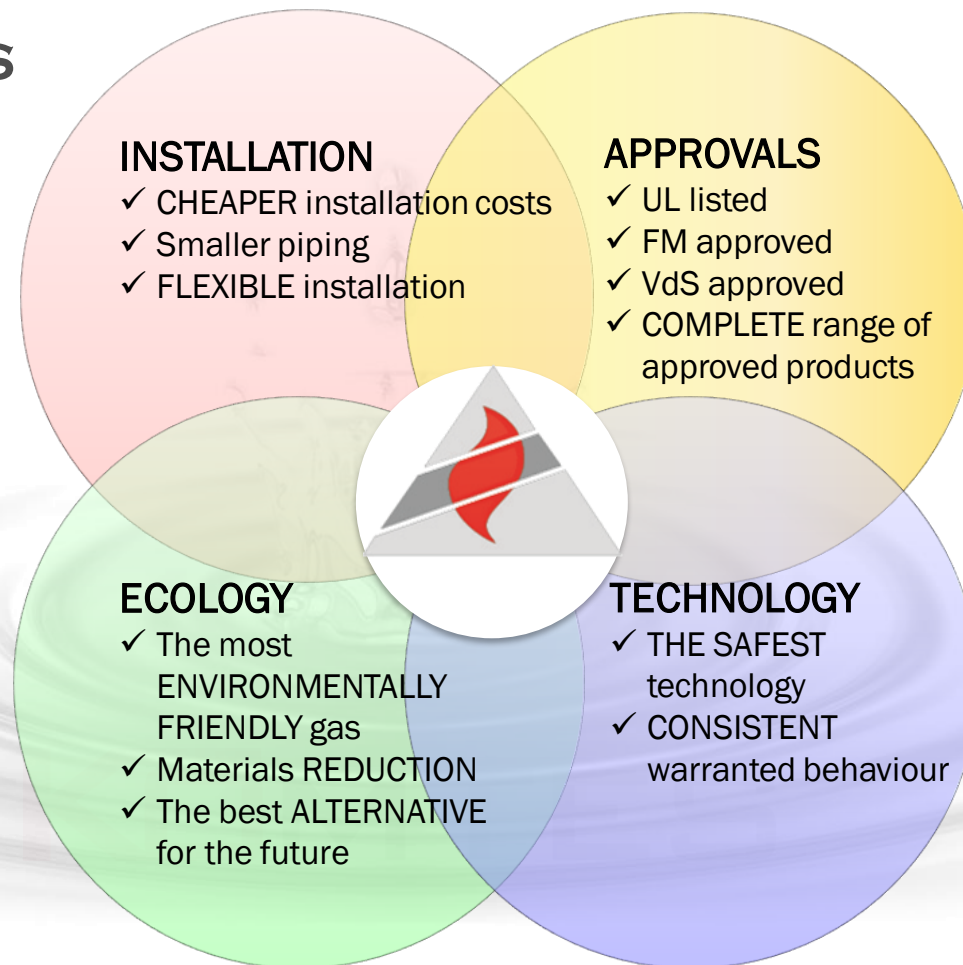 s
INSTALLATION
✓ CHEAPER installation costs
✓ Smaller piping
✓ FLEXIBLE installation
APPROVALS
✓ UL listed
✓ FM approved
✓ VdS approved
✓ COMPLETE range of
approved products
ECOLOGY
✓ The most
ENVIRONMENTALLY
FRIENDLY gas
✓ Materials REDUCTION
✓ The best ALTERNATIVE
for the future
TECHNOLOGY
✓ THE SAFEST
technology
✓ CONSISTENT
warranted behaviour